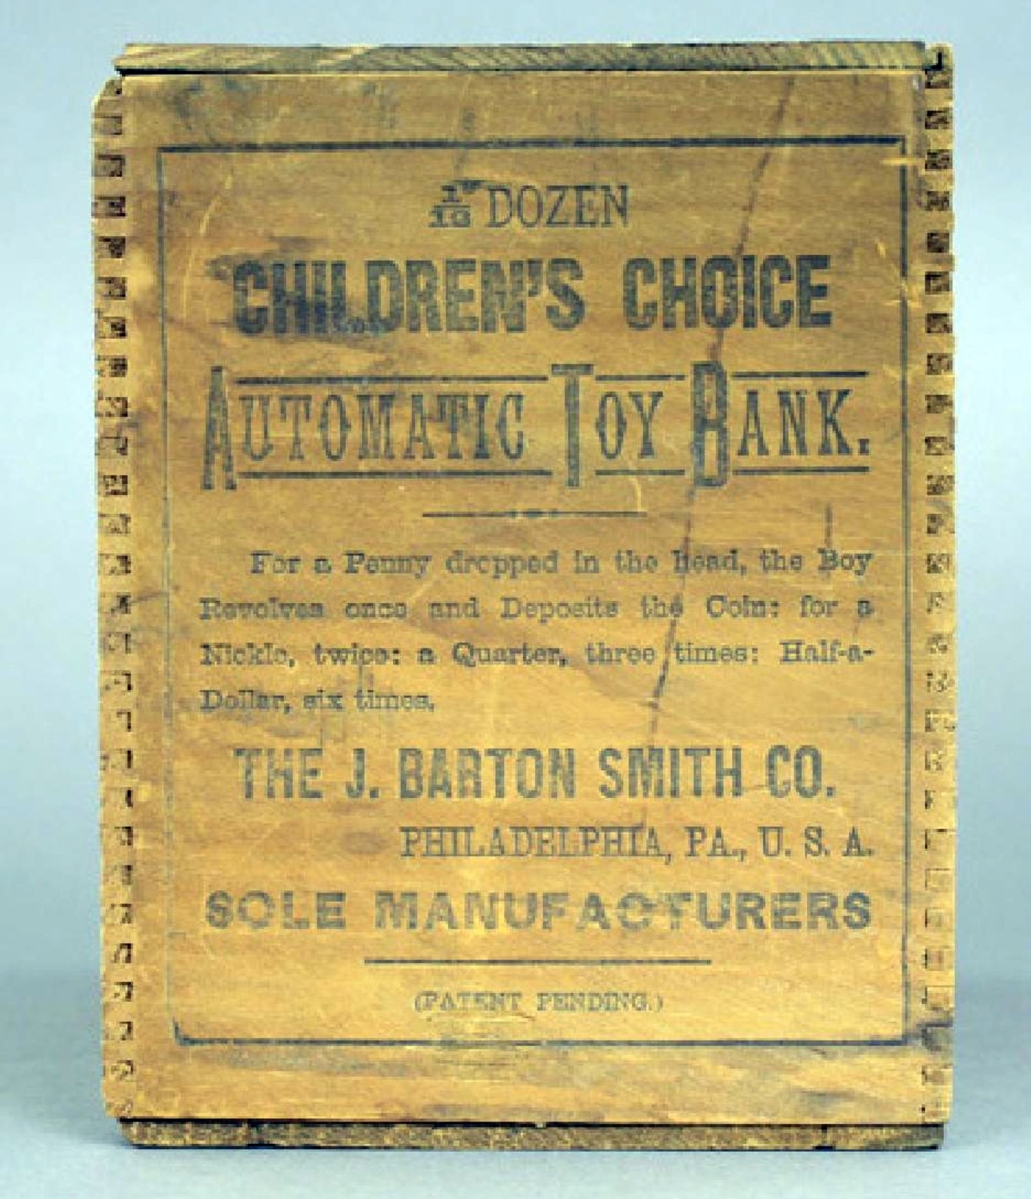 DOZEN
CHILDREN'S CHOICE
AUTOMATIC TOY BANK.
For a Penny dropped in the head, the Boy
Revolves once and Deposits the Coin: for a
Nickle, twice: a Quarter, three times: Half-a-
Dollar, six times.
THE J. BARTON SMITH CO.
PHILADELPHIA, PA., U. S. A.
SOLE MANUFACTURERS
(PATENT PENDING.)